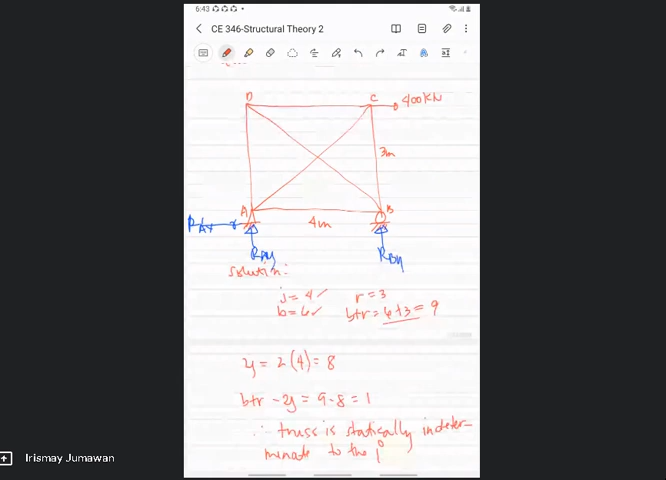 6:43
CE 346-Structural Theory 2
D
C
400KN
3m
A
B
4m
RAX
RAy
RBy
Solution:
j = 4 ✓ r = 3
b = 6 ✓ b+r = 6+3 = 9
2j = 2(4) = 8
b+r - 2j = 9-8 = 1
∴ truss is statically indeter-
minate to the 1°
Irismay Jumawan